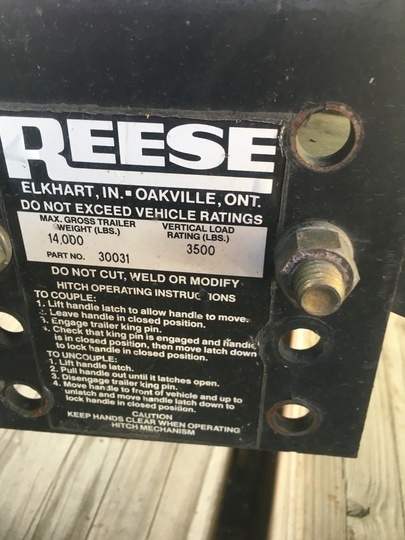 REESE
ELKHART, IN. ▪ OAKVILLE, ONT.
DO NOT EXCEED VEHICLE RATINGS
MAX. GROSS TRAILER WEIGHT (LBS.) VERTICAL LOAD RATING (LBS.)
14,000 3500
PART NO. 30031
DO NOT CUT, WELD OR MODIFY
HITCH OPERATING INSTRUC IONS
TO COUPLE:
1. Lift handle latch to allow handle to move.
Leave handle in closed position.
3. Engage trailer king pin.
4. Check that king pin is engaged and handle
is in closed position, then move latch down
to lock handle in closed position.
TO UNCOUPLE:
1. Lift handle latch.
2. Pull handle out until it latches open.
3. Disengage trailer king pin.
4. Move handle to front of vehicle and up to
unlatch and move handle latch down to
lock handle in closed position.
CAUTION
KEEP HANDS CLEAR WHEN OPERATING
HITCH MECHANISM